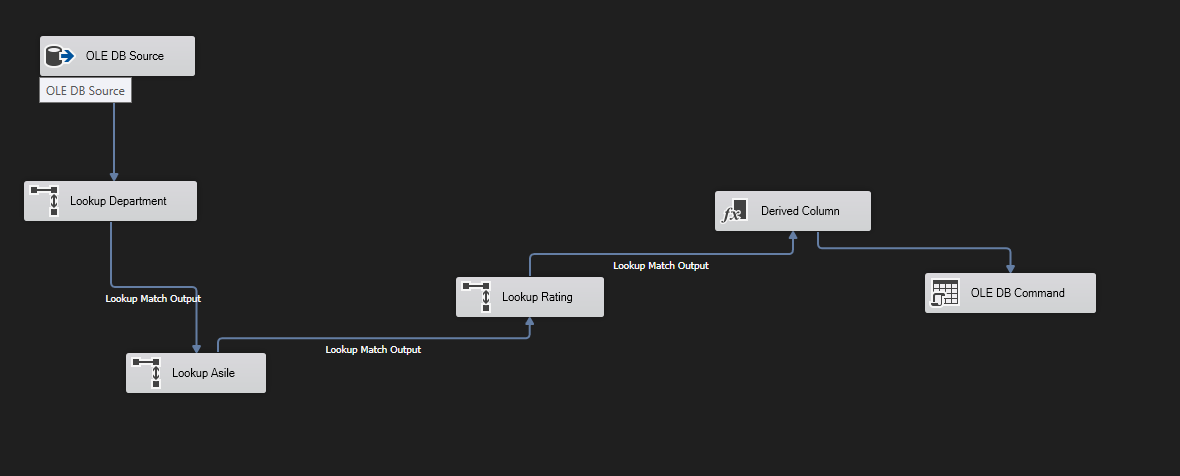 OLE DB Source
OLE DB Source
Lookup Department
Lookup Match Output
Lookup Asile
Lookup Match Output
Lookup Rating
Lookup Match Output
fx
Derived Column
OLE DB Command